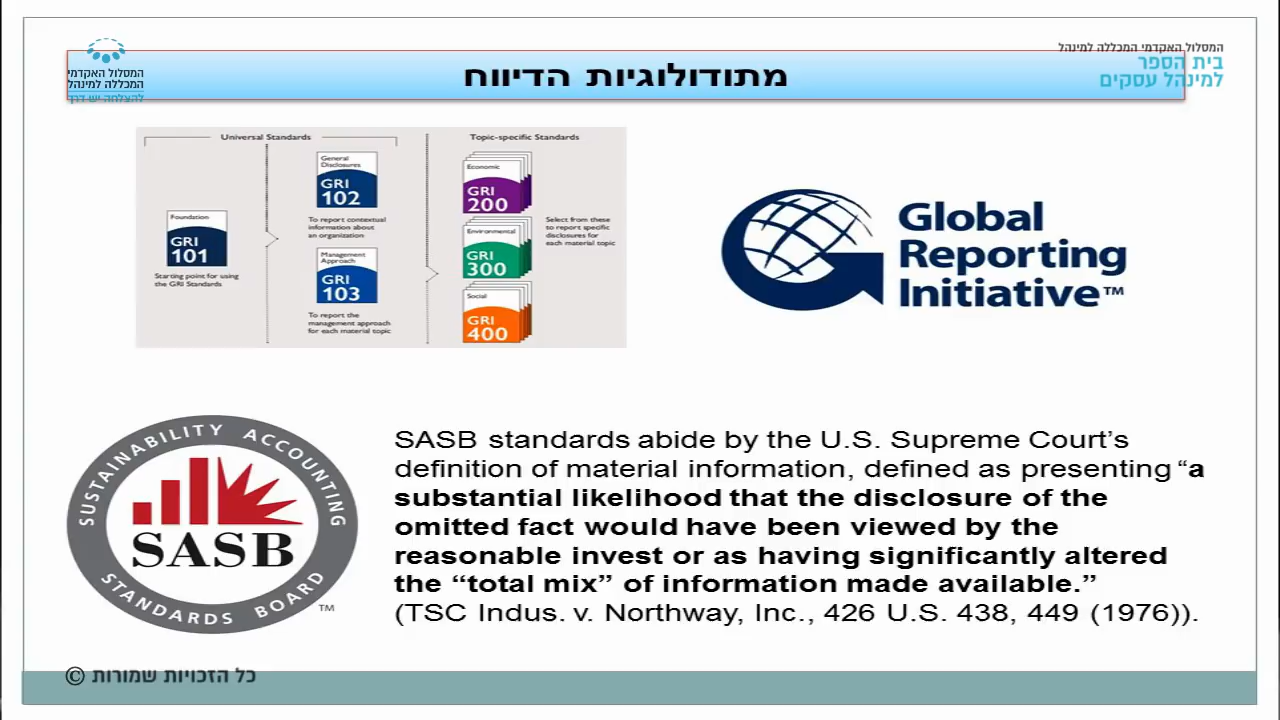 המסלול האקדמי המכללה למינהל
בית הספר
למינהל עסקים
המסלול האקדמי
המכללה למינהל
להצלחה יש דרך
מתודולוגיות הדיווח
Universal Standards
Topic-specific Standards
Foundation
GRI
101
Starting point for using
the GRI Standards
General
Disclosures
GRI
102
To report contextual
information about
an organization
Management
Approach
GRI
103
To report the
management approach
for each material topic
Economic
GRI
200
Environmental
GRI
300
Social
GRI
400
Select from these
to report specific
disclosures for
each material topic
Global
Reporting
Initiative™
SUSTAINABILITY ACCOUNTING
SASB
STANDARDS BOARD
TM
SASB standards abide by the U.S. Supreme Court’s
definition of material information, defined as presenting “a
substantial likelihood that the disclosure of the
omitted fact would have been viewed by the
reasonable invest or as having significantly altered
the “total mix” of information made available.”
(TSC Indus. v. Northway, Inc., 426 U.S. 438, 449 (1976)).
כל הזכויות שמורות ©